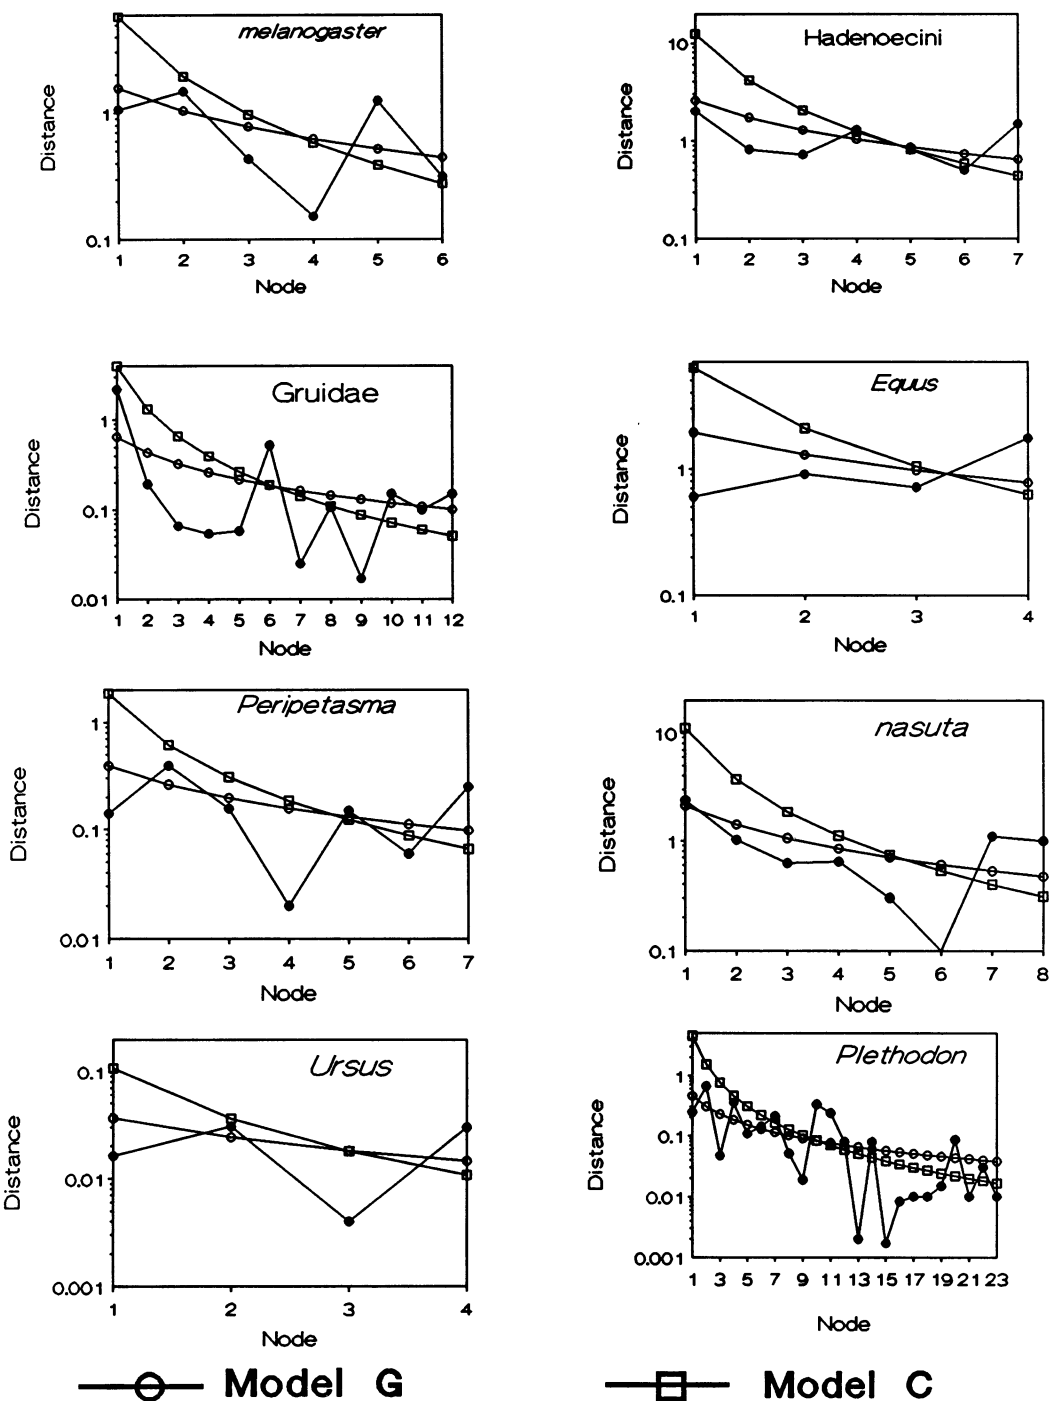 melanogaster
Distance
1
0.1
1 2 3 4 5 6
Node
Hadenoecini
Distance
10
1
0.1
1 2 3 4 5 6 7
Node
Gruidae
Distance
1
0.1
0.01
1 2 3 4 5 6 7 8 9 10 11 12
Node
Equus
Distance
1
0.1
1 2 3 4
Node
Peripetasma
Distance
1
0.1
0.01
1 2 3 4 5 6 7
Node
nasuta
Distance
10
1
0.1
1 2 3 4 5 6 7 8
Node
Ursus
Distance
0.1
0.01
0.001
1 2 3 4
Node
Plethodon
Distance
1
0.1
0.01
0.001
1 3 5 7 9 11 13 15 17 19 21 23
Node
Model G
Model C